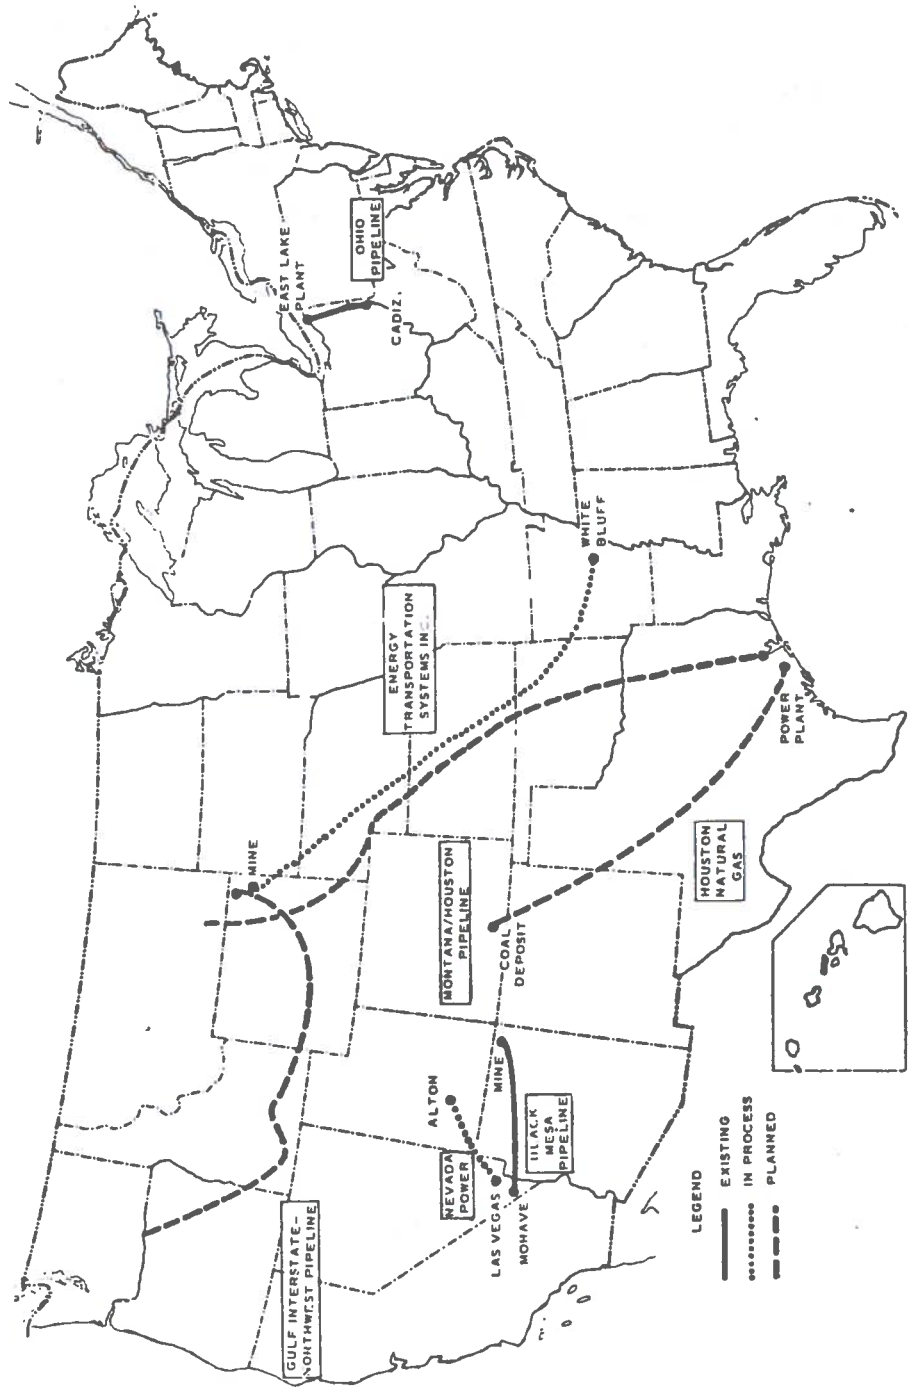 GULF INTERSTATE-
NORTHWEST PIPELINE
MINE
ENERGY
TRANSPORTATION
SYSTEMS INC.
EAST LAKE
PLANT
OHIO
PIPELINE
CADIZ.
WHITE
BLUFF
MONTANA/HOUSTON
PIPELINE
COAL
DEPOSIT
ALTON
NEVADA
POWER
LAS VEGAS
MOHAVE
MINE
BLACK
MESA
PIPELINE
HOUSTON
NATURAL
GAS
POWER
PLANT
LEGEND
EXISTING
IN PROCESS
PLANNED